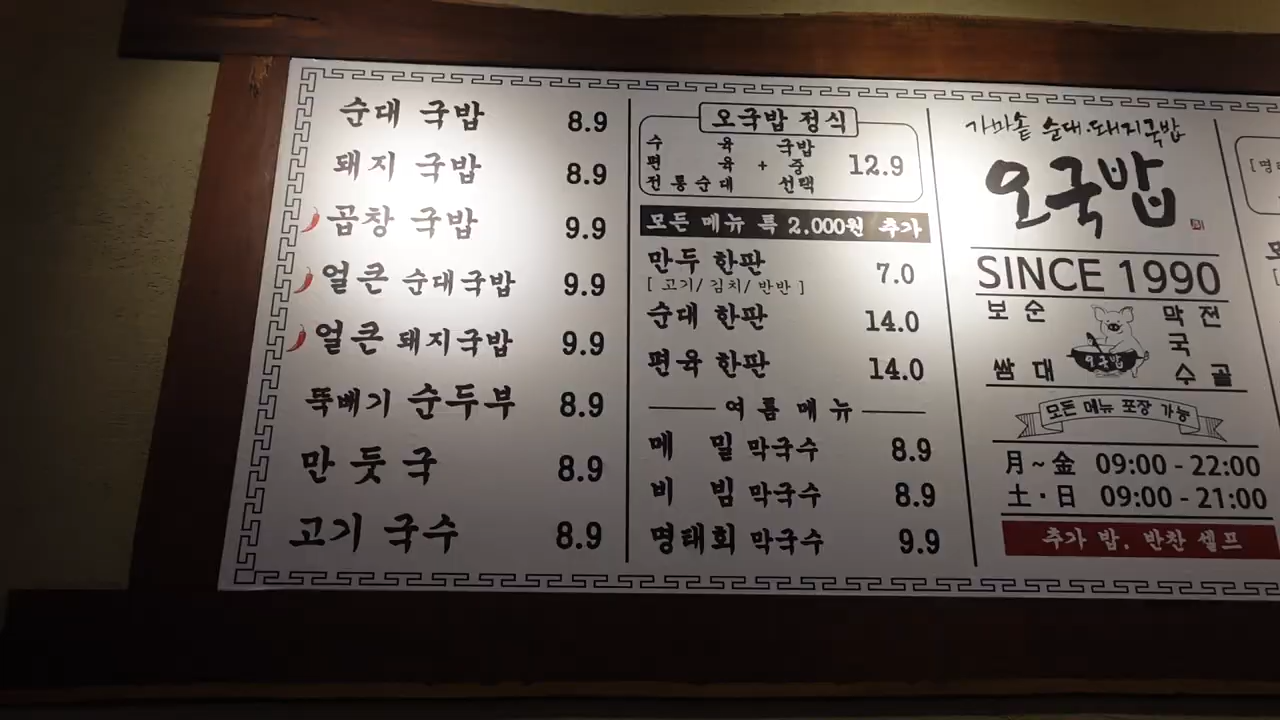 순대 국밥 8.9
돼지 국밥 8.9
곱창 국밥 9.9
얼큰 순대국밥 9.9
얼큰 돼지국밥 9.9
뚝배기 순두부 8.9
만둣국 8.9
고기 국수 8.9
오국밥 정식
수육 국밥
편육 + 중 12.9
전통순대 선택
모든 메뉴 특 2.000원 추가
만두 한판 7.0
[ 고기/ 김치/ 반반 ]
순대 한판 14.0
편육 한판 14.0
여름 메뉴
메밀 막국수 8.9
비빔 막국수 8.9
명태회 막국수 9.9
가마솥 순대·돼지국밥
오국밥
SINCE 1990
보순 막전
국
쌈대 수골
오국밥
모든 메뉴 포장 가능
月~金 09:00 - 22:00
土·日 09:00 - 21:00
추가 밥, 반찬 셀프